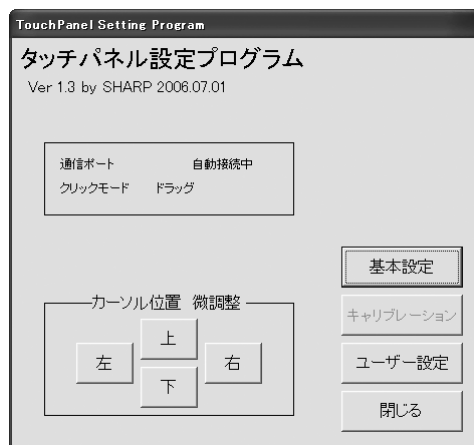 TouchPanel Setting Program
タッチパネル設定プログラム
Ver 1.3 by SHARP 2006.07.01
通信ポート 自動接続中
クリックモード ドラッグ
基本設定
カーソル位置 微調整
キャリブレーション
上
左 右
ユーザー設定
下
閉じる